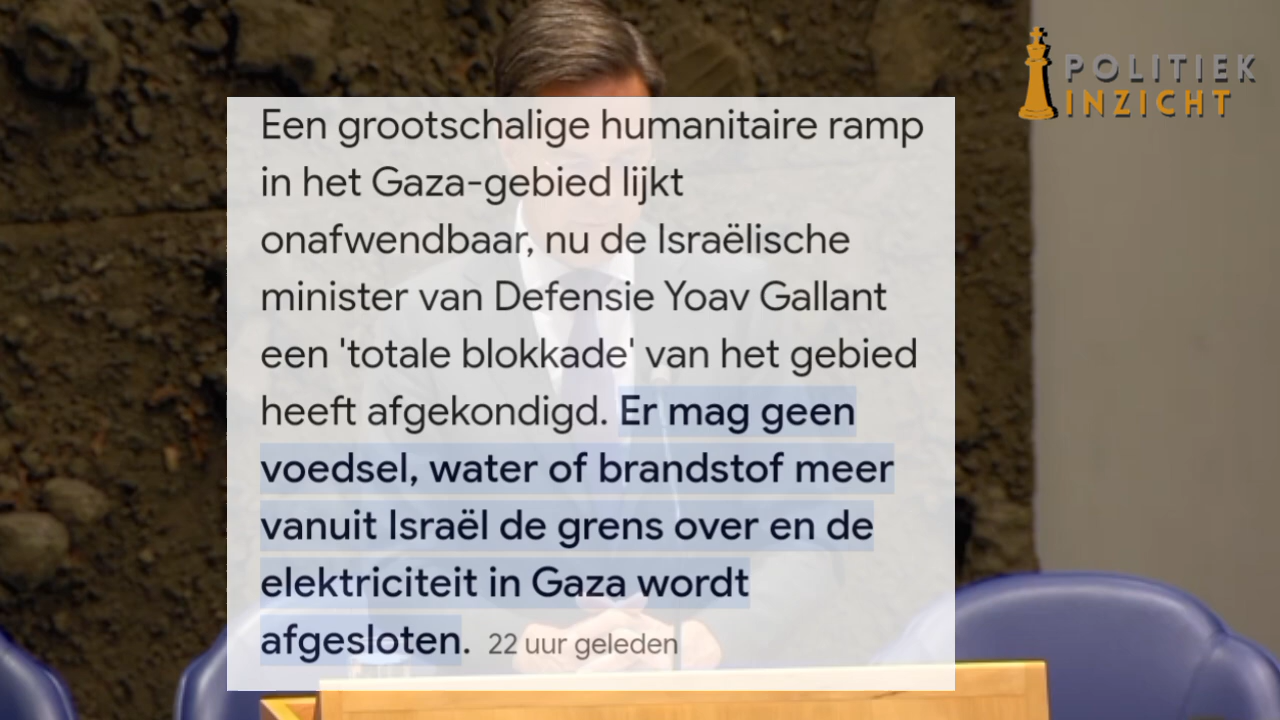 POLITIEK
INZICHT
Een grootschalige humanitaire ramp
in het Gaza-gebied lijkt
onafwendbaar, nu de Israëlische
minister van Defensie Yoav Gallant
een 'totale blokkade' van het gebied
heeft afgekondigd. Er mag geen
voedsel, water of brandstof meer
vanuit Israël de grens over en de
elektriciteit in Gaza wordt
afgesloten. 22 uur geleden